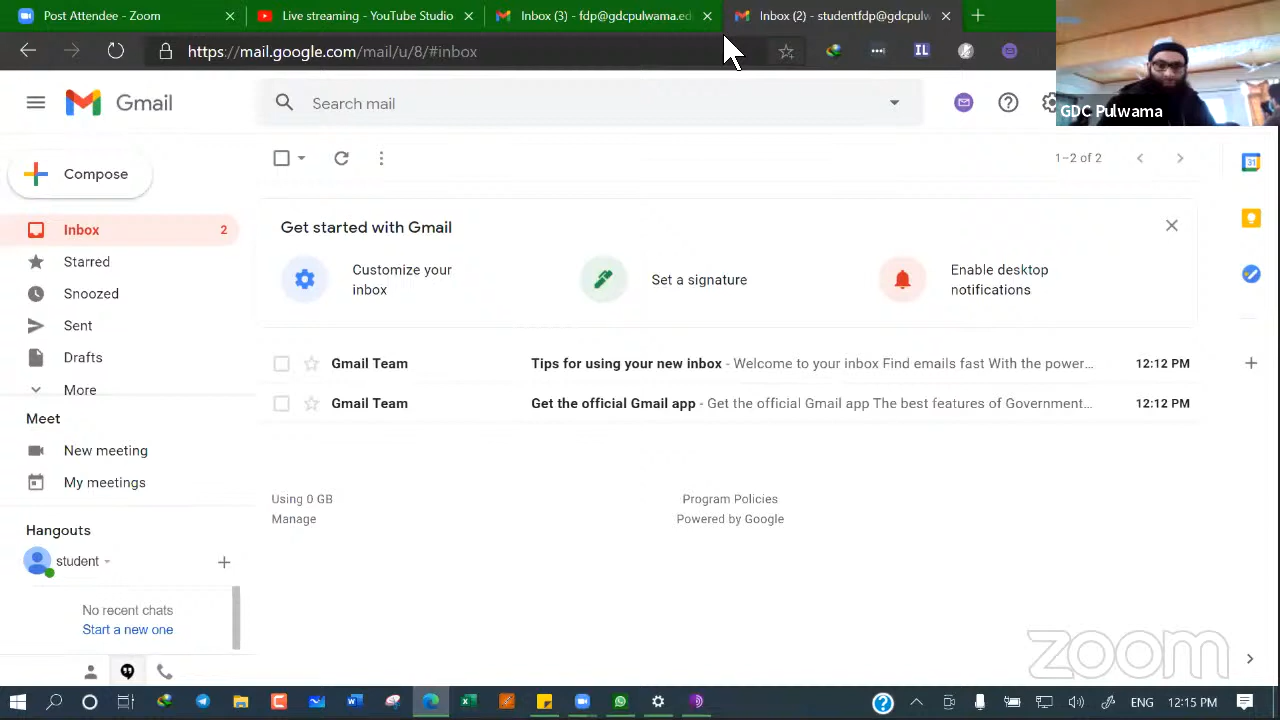 Post Attendee - Zoom
Live streaming - YouTube Studio
Inbox (3) - fdp@gdcpulwama.ed
Inbox (2) - studentfdp@gdcpulw
https://mail.google.com/mail/u/8/#inbox
IL
GDC Pulwama
Gmail
Search mail
Compose
1–2 of 2
31
Get started with Gmail
Customize your
inbox
Set a signature
Enable desktop
notifications
Inbox
2
Starred
Snoozed
Sent
Drafts
More
Gmail Team
Tips for using your new inbox - Welcome to your inbox Find emails fast With the power...
12:12 PM
Gmail Team
Get the official Gmail app - Get the official Gmail app The best features of Government...
12:12 PM
Meet
New meeting
My meetings
Using 0 GB
Manage
Program Policies
Powered by Google
Hangouts
student
No recent chats
Start a new one
zoom
ENG
12:15 PM